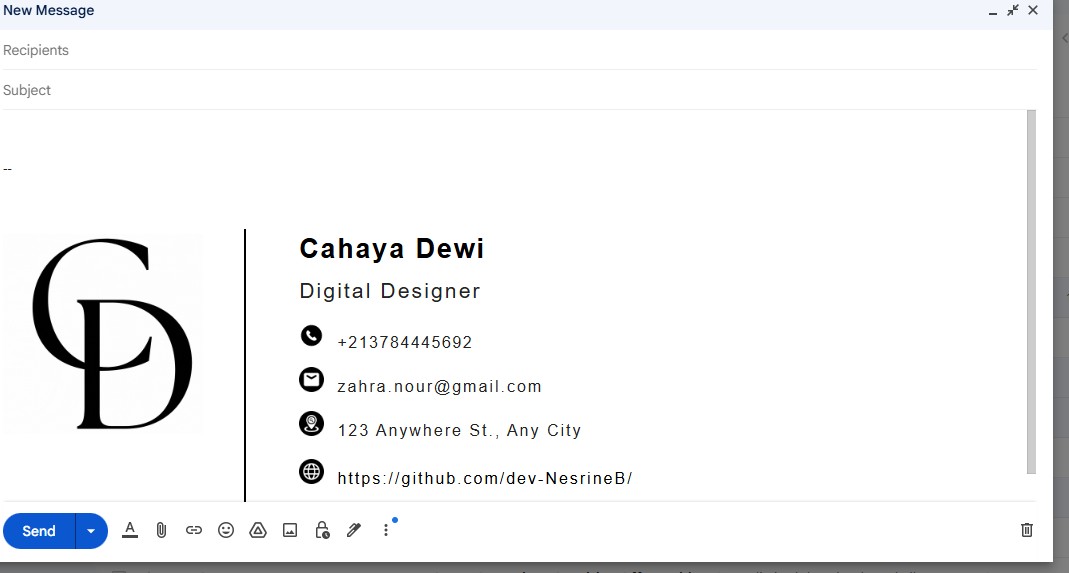 New Message
Recipients
Subject
--
CD
Cahaya Dewi
Digital Designer
+213784445692
zahra.nour@gmail.com
123 Anywhere St., Any City
https://github.com/dev-NesrineB/
Send
A